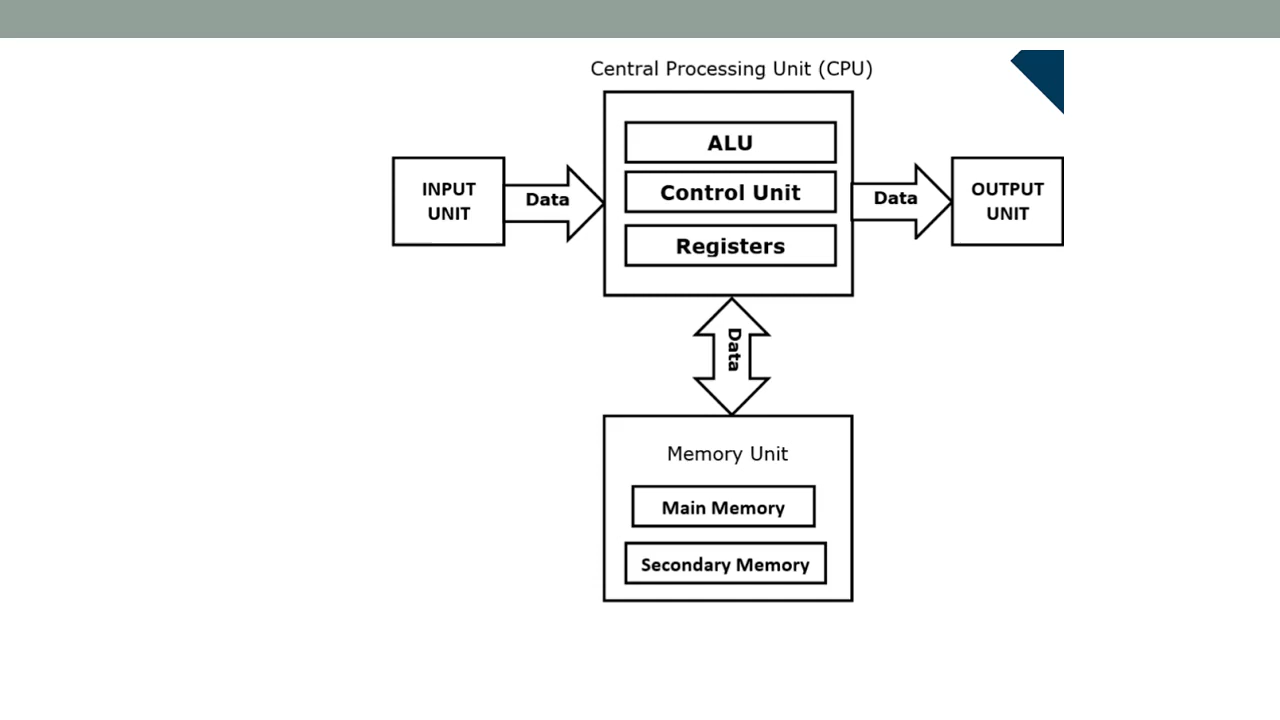 Central Processing Unit (CPU)
ALU
INPUT
UNIT
Data
Control Unit
Data
OUTPUT
UNIT
Registers
Data
Memory Unit
Main Memory
Secondary Memory